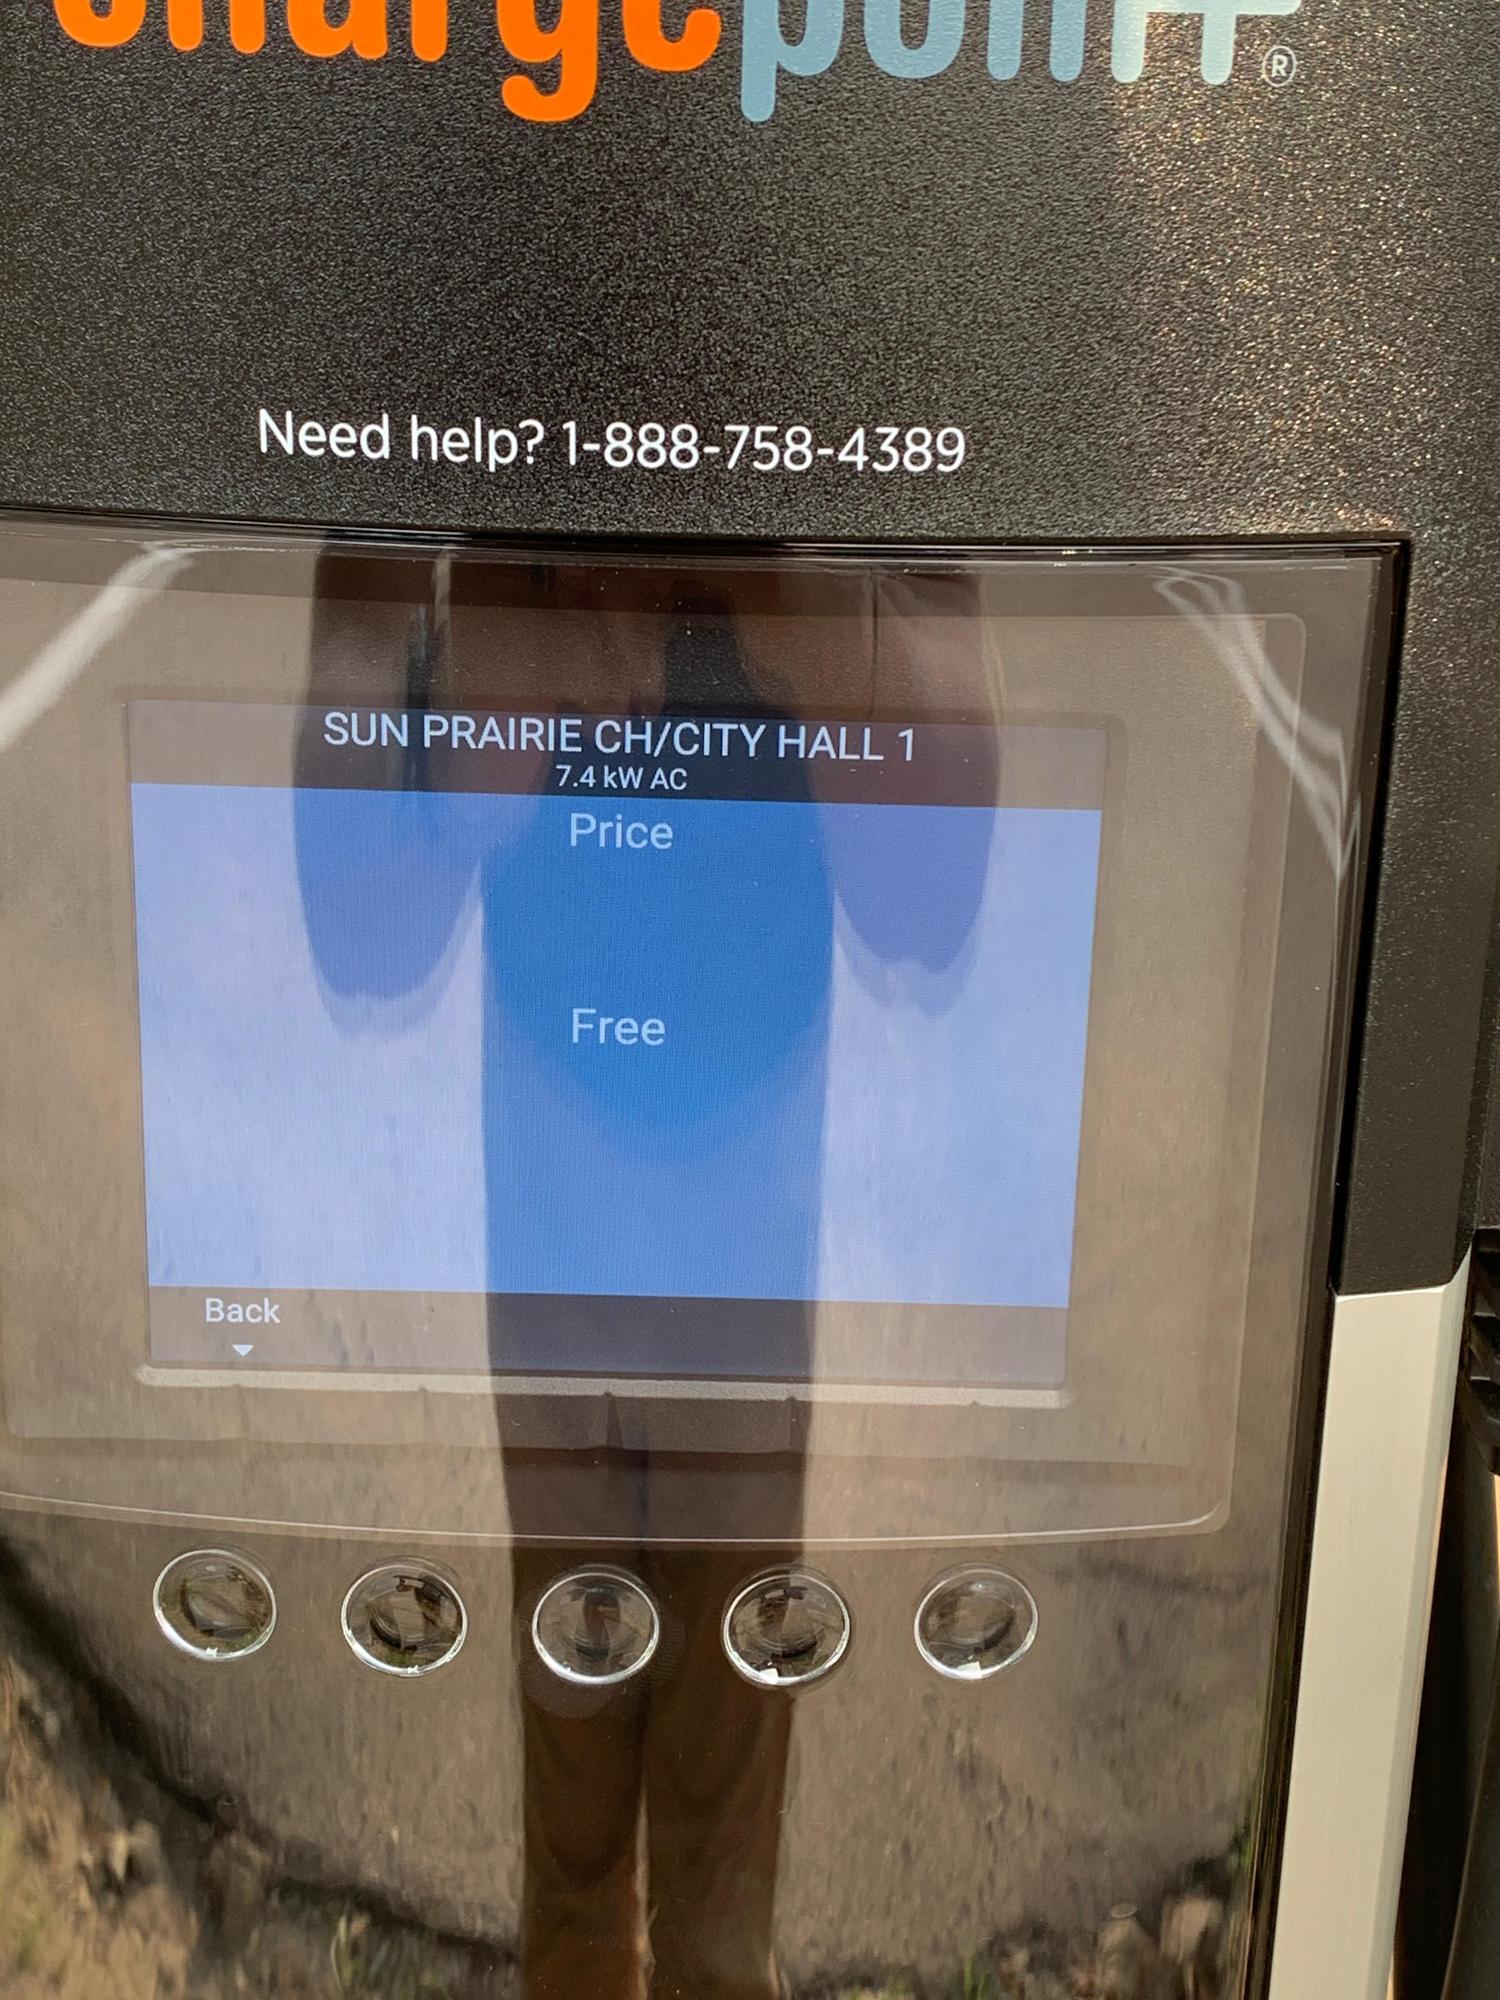 chargepoint®
Need help? 1-888-758-4389
SUN PRAIRIE CH/CITY HALL 1
7.4 kW AC
Price
Free
Back